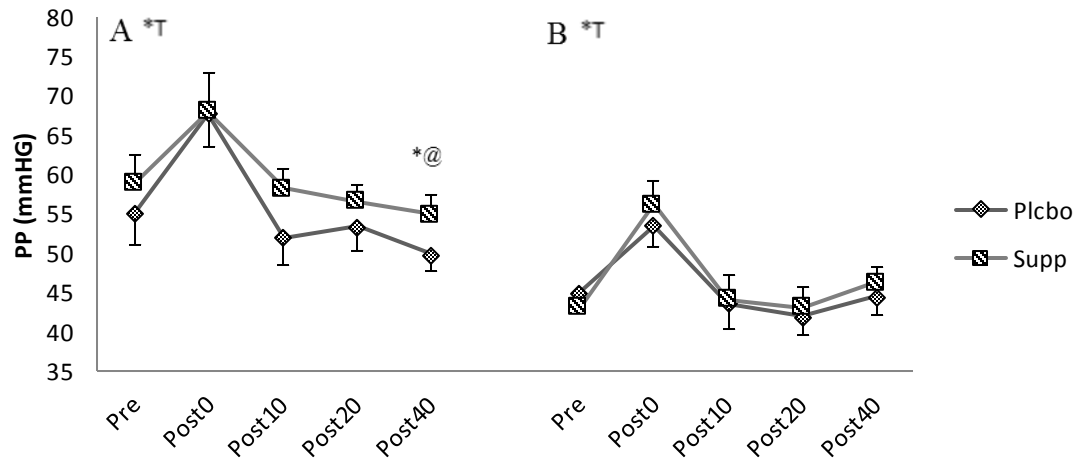 80
75
70
65
60
55
50
45
40
35
PP (mmHG)
A *T
B *T
*@
Pre
Post0
Post10
Post20
Post40
Pre
Post0
Post10
Post20
Post40
Plcbo
Supp